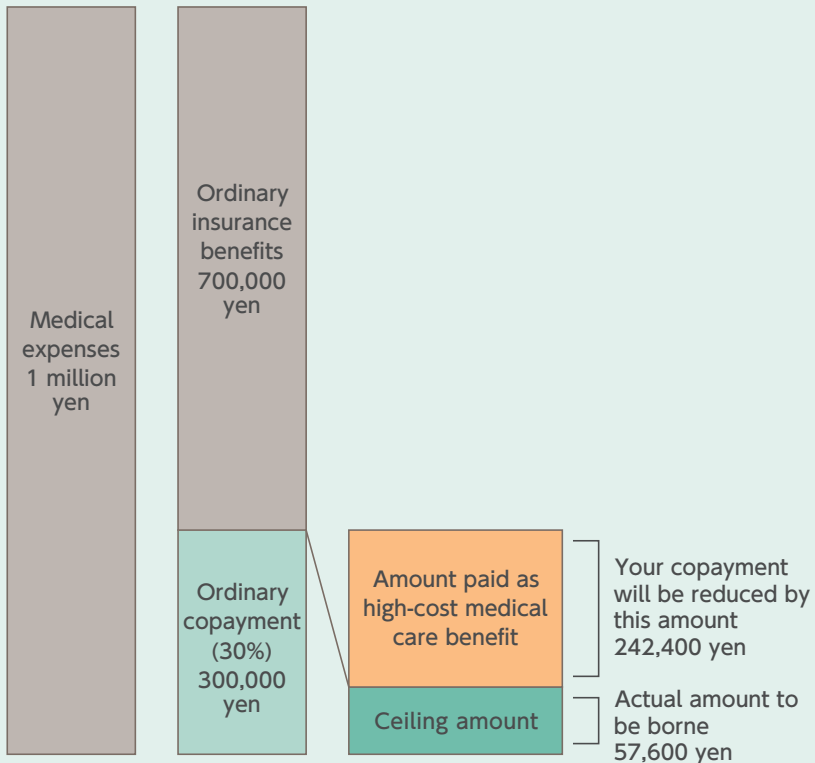 Medical
expenses
1 million
yen
Ordinary
insurance
benefits
700,000
yen
Ordinary
copayment
(30%)
300,000
yen
Amount paid as
high-cost medical
care benefit
Ceiling amount
Your copayment
will be reduced by
this amount
242,400 yen
Actual amount to
be borne
57,600 yen